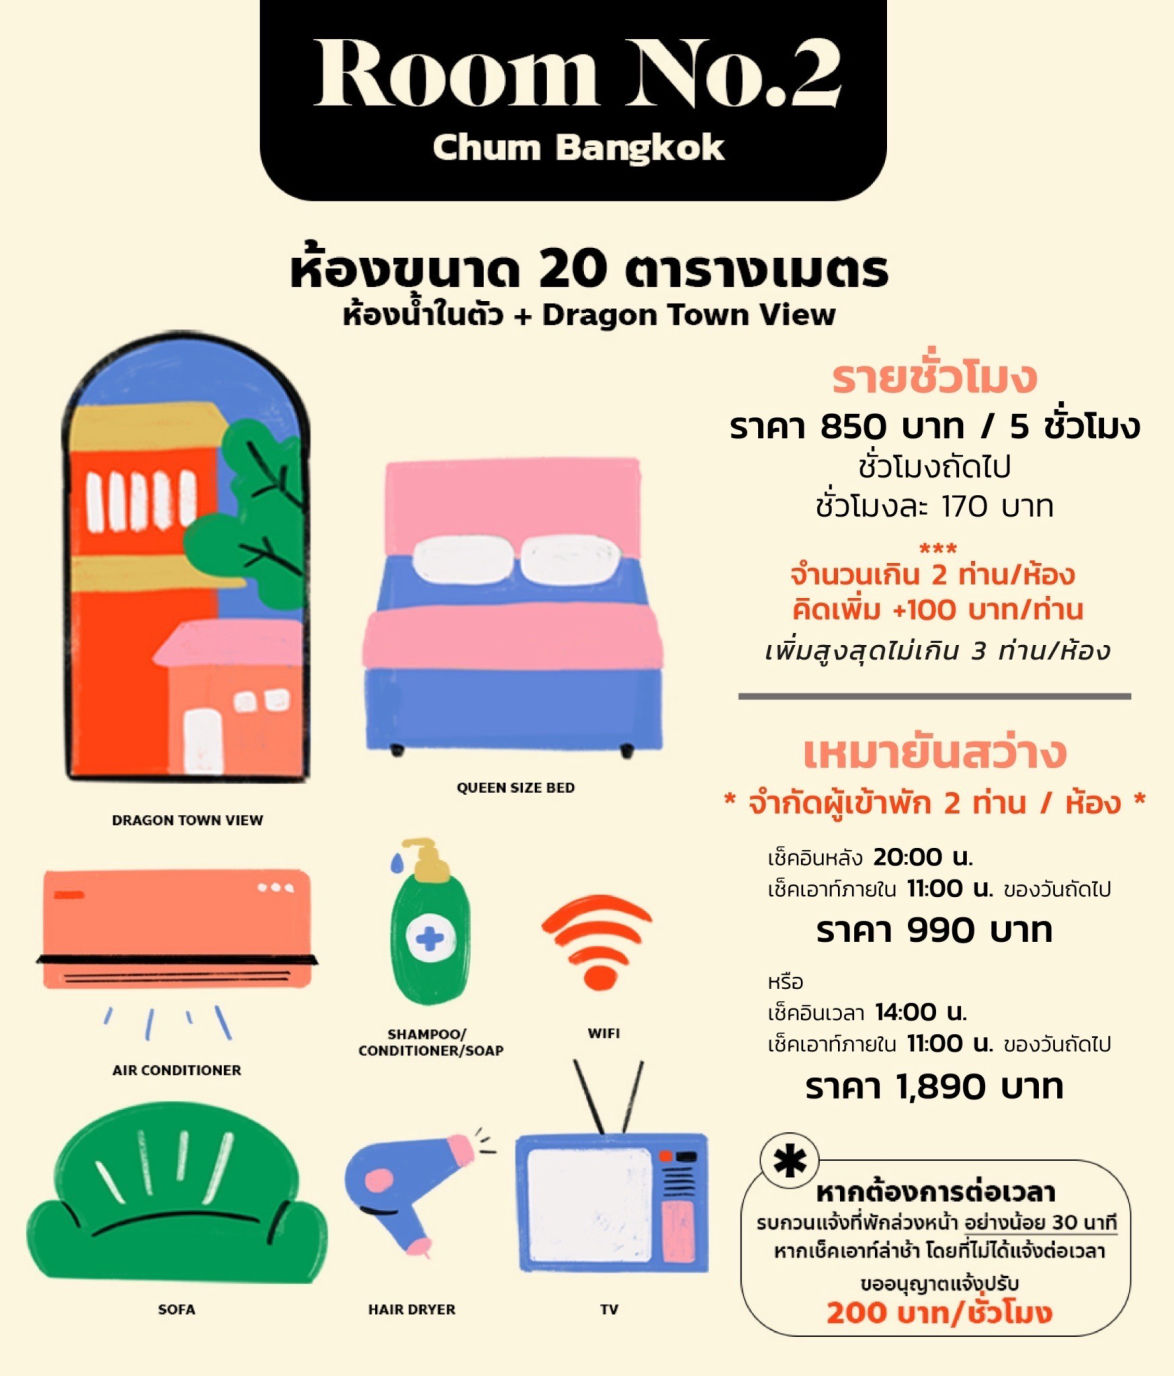 Room No.2
Chum Bangkok
ห้องขนาด 20 ตารางเมตร
ห้องน้ำในตัว + Dragon Town View
DRAGON TOWN VIEW
QUEEN SIZE BED
AIR CONDITIONER
SHAMPOO/
CONDITIONER/SOAP
WIFI
SOFA
HAIR DRYER
TV
รายชั่วโมง
ราคา 850 บาท / 5 ชั่วโมง
ชั่วโมงถัดไป
ชั่วโมงละ 170 บาท
***
จำนวนเกิน 2 ท่าน/ห้อง
คิดเพิ่ม +100 บาท/ท่าน
เพิ่มสูงสุดไม่เกิน 3 ท่าน/ห้อง
เหมายันสว่าง
* จำกัดผู้เข้าพัก 2 ท่าน / ห้อง *
เช็คอินหลัง 20:00 น.
เช็คเอาท์ภายใน 11:00 น. ของวันถัดไป
ราคา 990 บาท
หรือ
เช็คอินเวลา 14:00 น.
เช็คเอาท์ภายใน 11:00 น. ของวันถัดไป
ราคา 1,890 บาท
*
หากต้องการต่อเวลา
รบกวนแจ้งที่พักล่วงหน้า อย่างน้อย 30 นาที
หากเช็คเอาท์ล่าช้า โดยที่ไม่ได้แจ้งต่อเวลา
ขออนุญาตแจ้งปรับ
200 บาท/ชั่วโมง